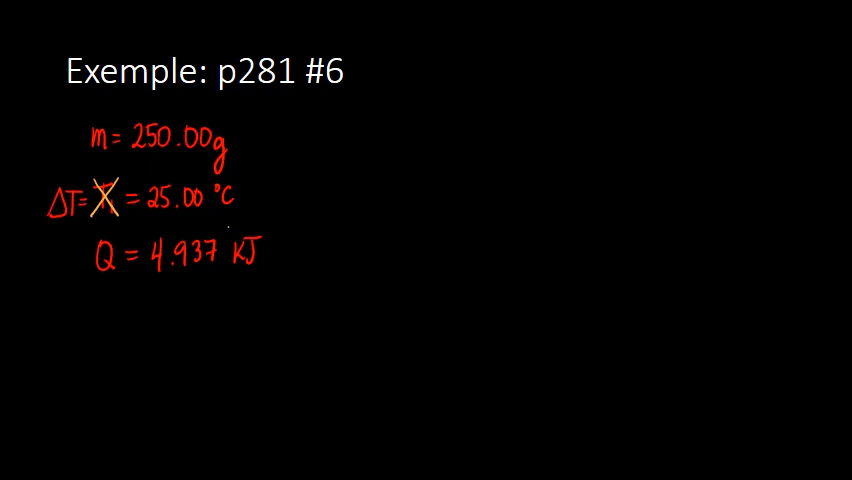 Exemple: p281 #6
m = 250.00g
ΔT = = 25.00 °C
Q = 4.937 KJ